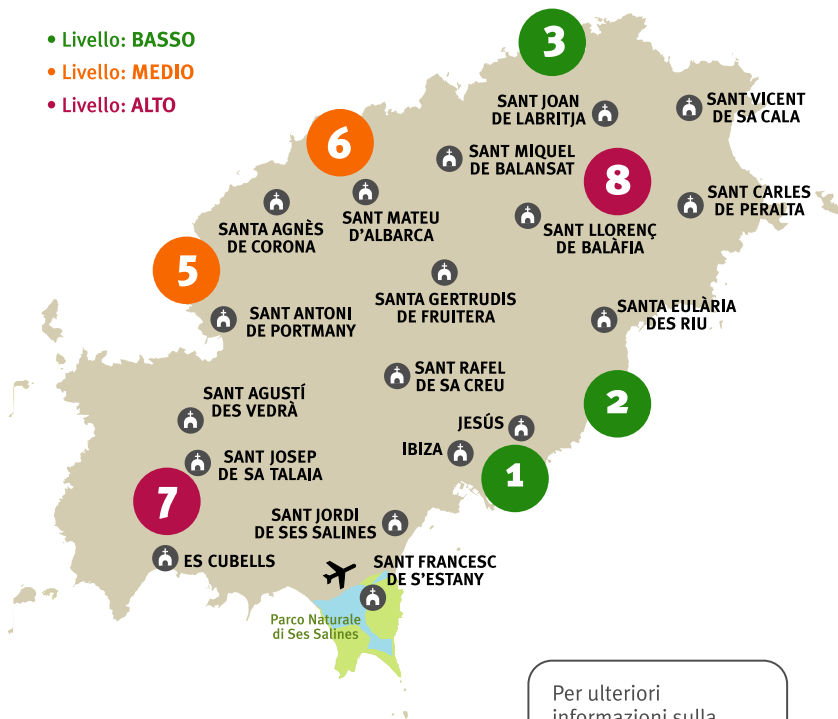 • Livello: BASSO
• Livello: MEDIO
• Livello: ALTO
3
SANT JOAN
DE LABRITJA
SANT VICENT
DE SA CALA
6
SANT MIQUEL
DE BALANSAT
8
SANTA AGNÈS
DE CORONA
SANT MATEU
D'ALBARCA
SANT LLORENÇ
DE BALÀFIA
SANT CARLES
DE PERALTA
5
SANT ANTONI
DE PORTMANY
SANTA GERTRUDIS
DE FRUITERA
SANTA EULÀRIA
DES RIU
SANT RAFEL
DE SA CREU
SANT AGUSTÍ
DES VEDRÀ
2
JESÚS
IBIZA
1
SANT JOSEP
DE SA TALAIA
7
SANT JORDI
DE SES SALINES
ES CUBELLS
SANT FRANCESC
DE S'ESTANY
Parco Naturale
di Ses Salines
Per ulteriori
informazioni sulla